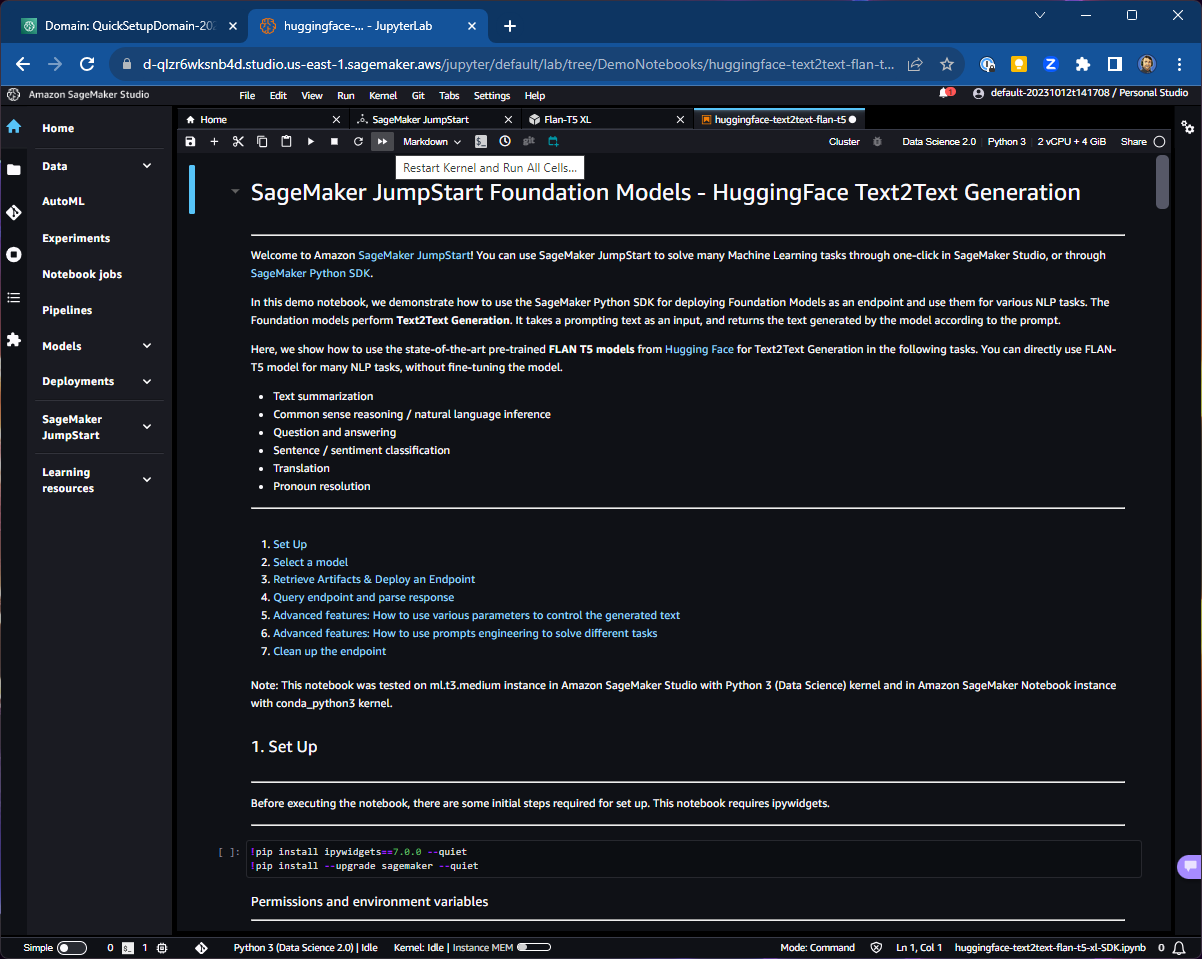 Domain: QuickSetupDomain-202
huggingface-... - JupyterLab
d-qlzr6wksnb4d.studio.us-east-1.sagemaker.aws/jupyter/default/lab/tree/DemoNotebooks/huggingface-text2text-flan-t...
Amazon SageMaker Studio
File Edit View Run Kernel Git Tabs Settings Help
1
default-20231012t141708 / Personal Studio
Home
Data
AutoML
Experiments
Notebook jobs
Pipelines
Models
Deployments
SageMaker
JumpStart
Learning
resources
Home
SageMaker JumpStart
Flan-T5 XL
huggingface-text2text-flan-t5
Markdown
Cluster
Data Science 2.0 | Python 3 | 2 vCPU + 4 GiB
Share
Restart Kernel and Run All Cells...
SageMaker JumpStart Foundation Models - HuggingFace Text2Text Generation
Welcome to Amazon SageMaker JumpStart! You can use SageMaker JumpStart to solve many Machine Learning tasks through one-click in SageMaker Studio, or through
SageMaker Python SDK.
In this demo notebook, we demonstrate how to use the SageMaker Python SDK for deploying Foundation Models as an endpoint and use them for various NLP tasks. The
Foundation models perform Text2Text Generation. It takes a prompting text as an input, and returns the text generated by the model according to the prompt.
Here, we show how to use the state-of-the-art pre-trained FLAN T5 models from Hugging Face for Text2Text Generation in the following tasks. You can directly use FLAN-
T5 model for many NLP tasks, without fine-tuning the model.
• Text summarization
• Common sense reasoning / natural language inference
• Question and answering
• Sentence / sentiment classification
• Translation
• Pronoun resolution
1. Set Up
2. Select a model
3. Retrieve Artifacts & Deploy an Endpoint
4. Query endpoint and parse response
5. Advanced features: How to use various parameters to control the generated text
6. Advanced features: How to use prompts engineering to solve different tasks
7. Clean up the endpoint
Note: This notebook was tested on ml.t3.medium instance in Amazon SageMaker Studio with Python 3 (Data Science) kernel and in Amazon SageMaker Notebook instance
with conda_python3 kernel.
1. Set Up
Before executing the notebook, there are some initial steps required for set up. This notebook requires ipywidgets.
[ ]: !pip install ipywidgets==7.0.0 --quiet
!pip install --upgrade sagemaker --quiet
Permissions and environment variables
Simple 0 1 Python 3 (Data Science 2.0) | Idle Kernel: Idle | Instance MEM Mode: Command Ln 1, Col 1 huggingface-text2text-flan-t5-xl-SDK.ipynb 0